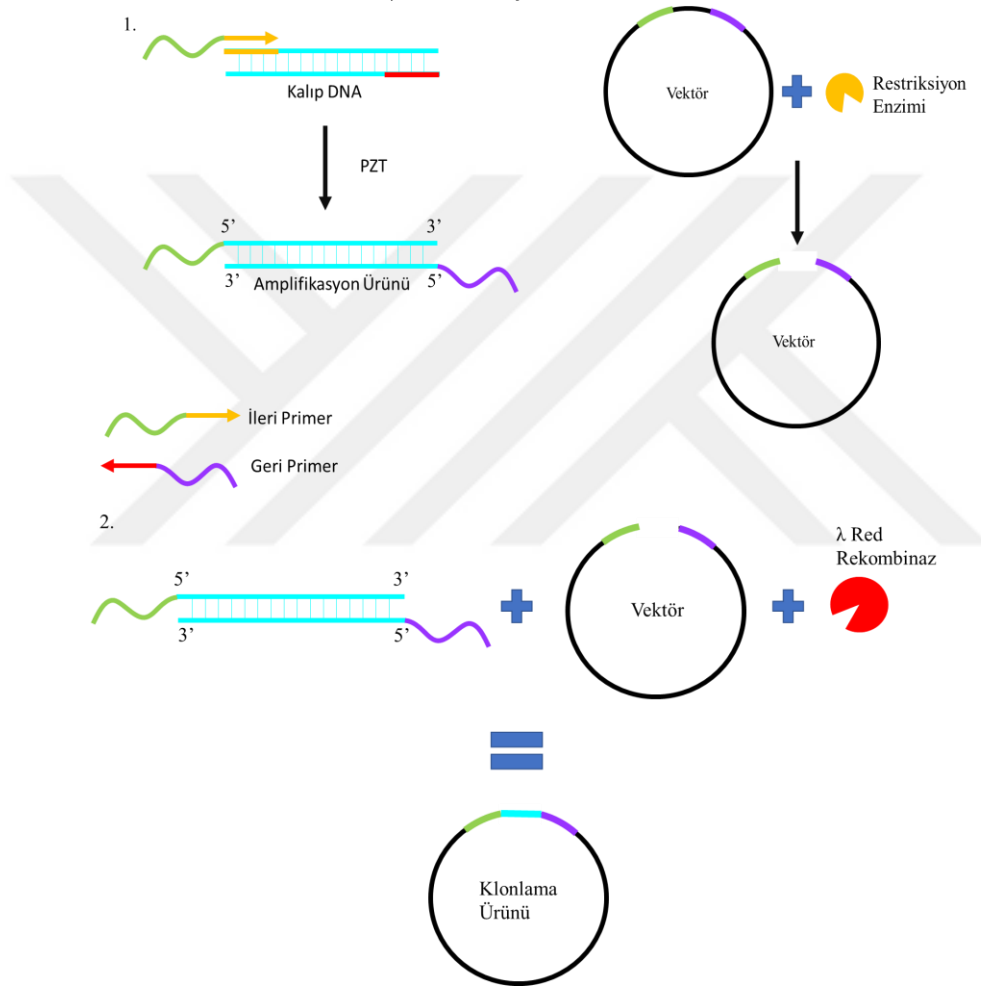 1.
Kalıp DNA
PZT
5’ 3’
3’ Amplifikasyon Ürünü 5’
Vektör
Restriksiyon
Enzimi
Vektör
İleri Primer
Geri Primer
2.
5’ 3’
3’ 5’
Vektör
λ Red
Rekombinaz
Klonlama
Ürünü